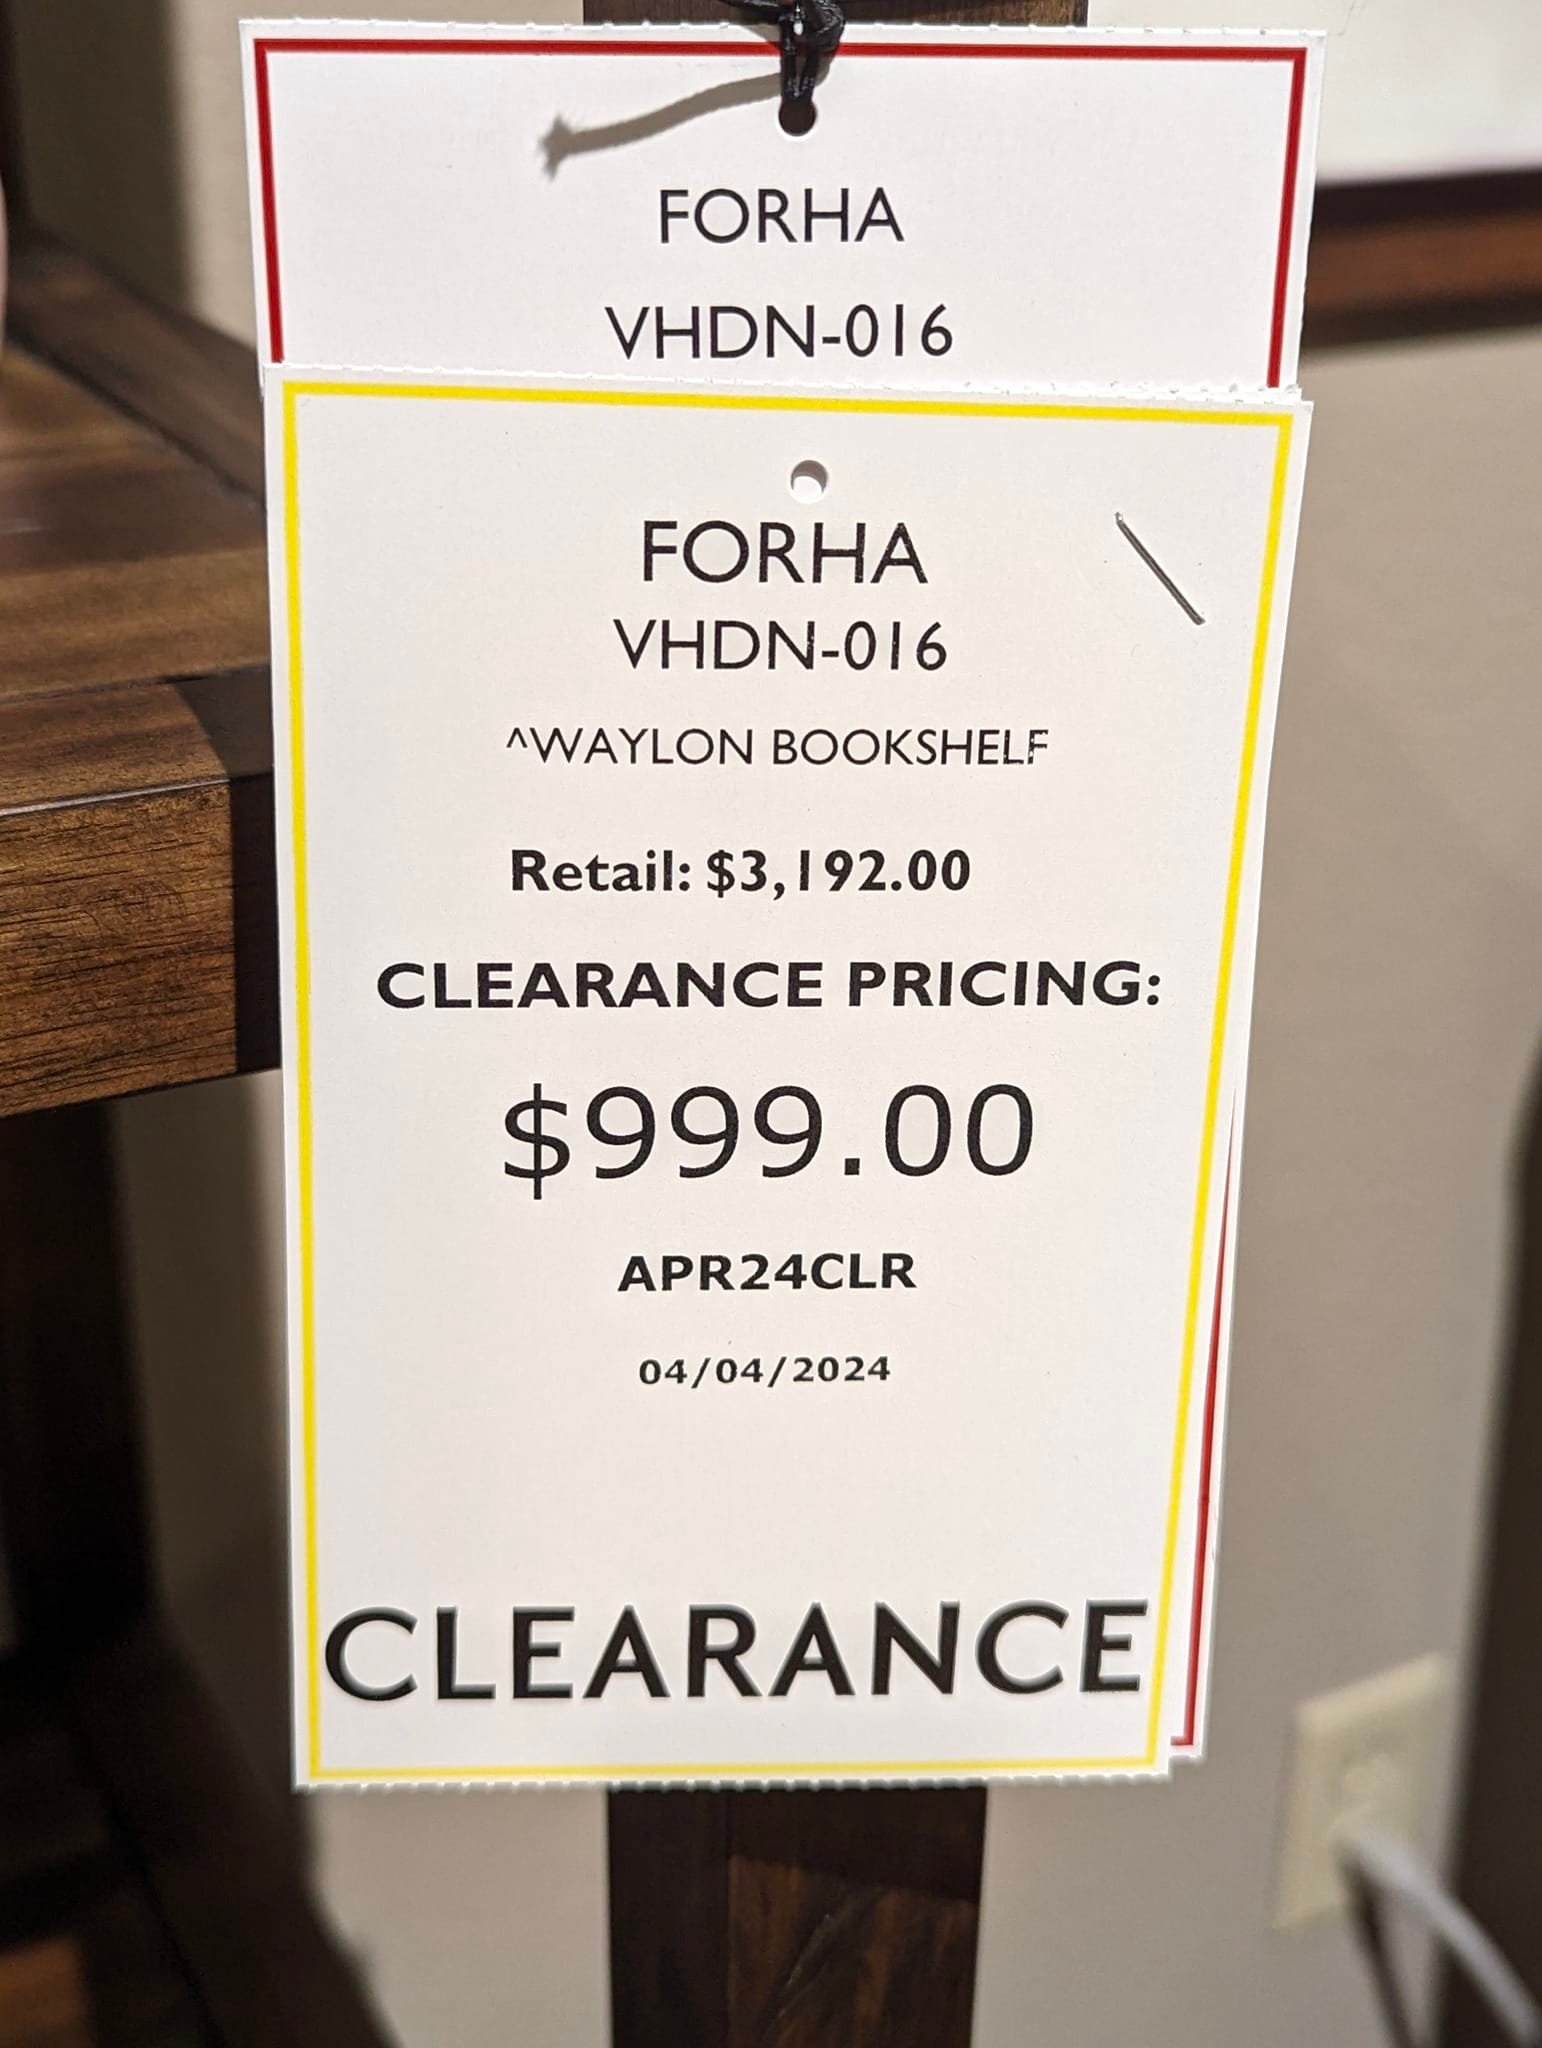 FORHA
VHDN-016
FORHA
VHDN-016
^WAYLON BOOKSHELF
Retail: $3,192.00
CLEARANCE PRICING:
$999.00
APR24CLR
04/04/2024
CLEARANCE